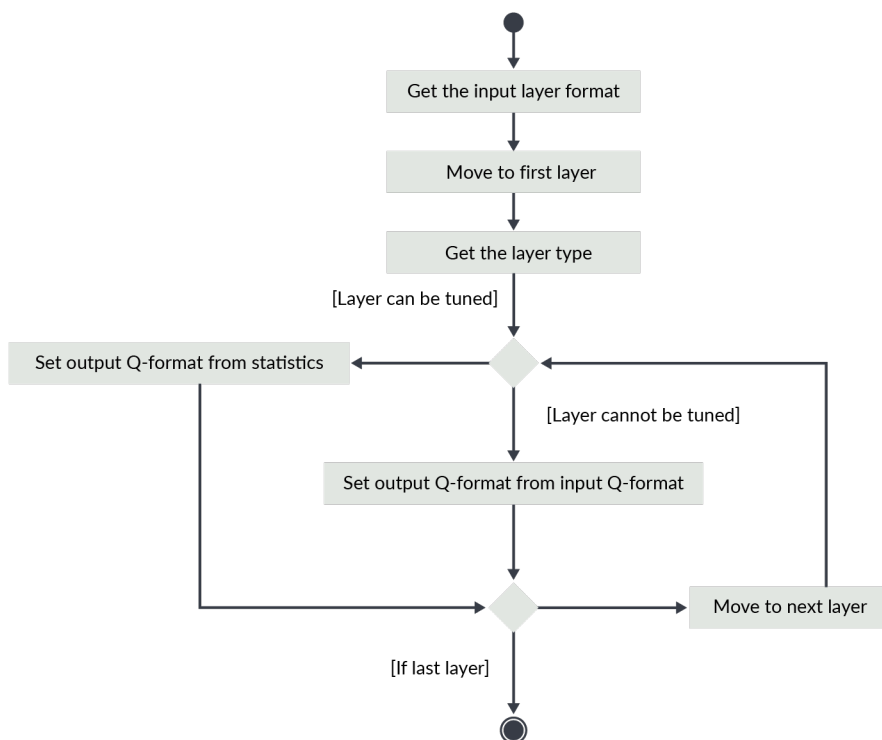 Get the input layer format
Move to first layer
Get the layer type
[Layer can be tuned]
Set output Q-format from statistics
[Layer cannot be tuned]
Set output Q-format from input Q-format
Move to next layer
[If last layer]